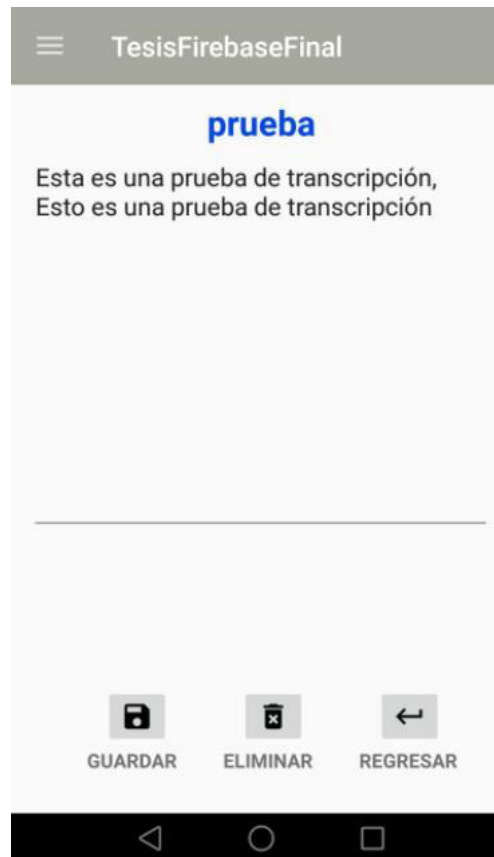 TesisFirebaseFinal
prueba
Esta es una prueba de transcripción,
Esto es una prueba de transcripción
GUARDAR ELIMINAR REGRESAR